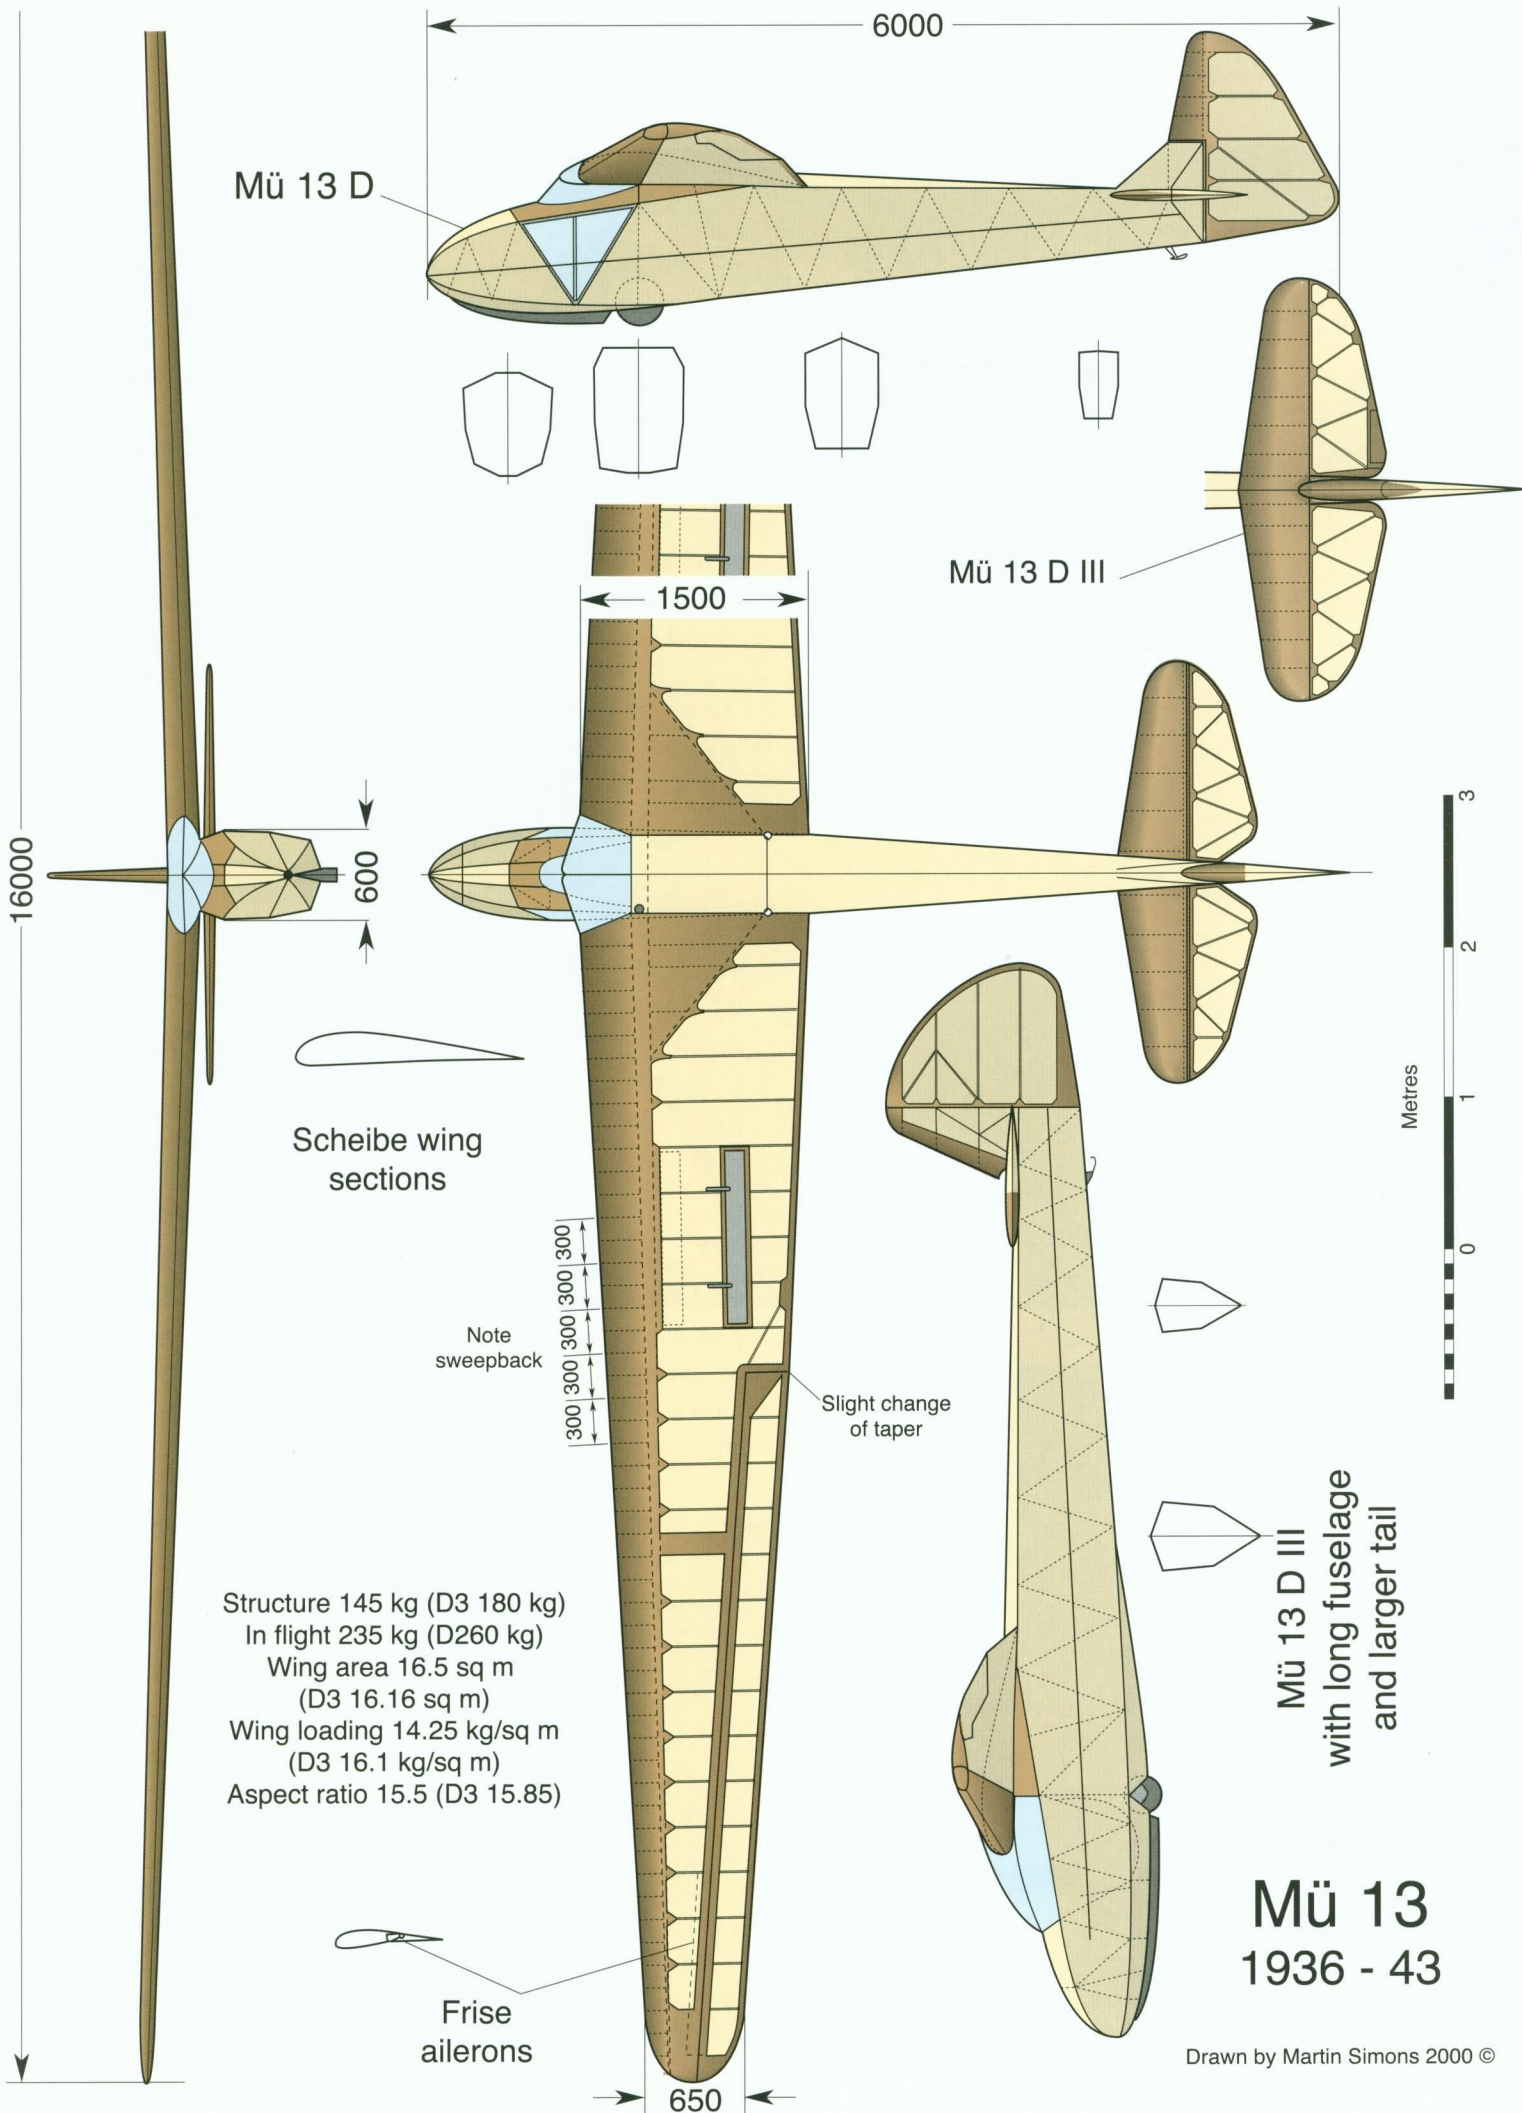 6000
Mü 13 D
Mü 13 D III
1500
16000
600
3
2
1
0
Metres
Scheibe wing
sections
300
300
300
300
300
Note
sweepback
Slight change
of taper
Structure 145 kg (D3 180 kg)
In flight 235 kg (D260 kg)
Wing area 16.5 sq m
(D3 16.16 sq m)
Wing loading 14.25 kg/sq m
(D3 16.1 kg/sq m)
Aspect ratio 15.5 (D3 15.85)
Mü 13 D III
with long fuselage
and larger tail
Frise
ailerons
650
Mü 13
1936 - 43
Drawn by Martin Simons 2000 ©